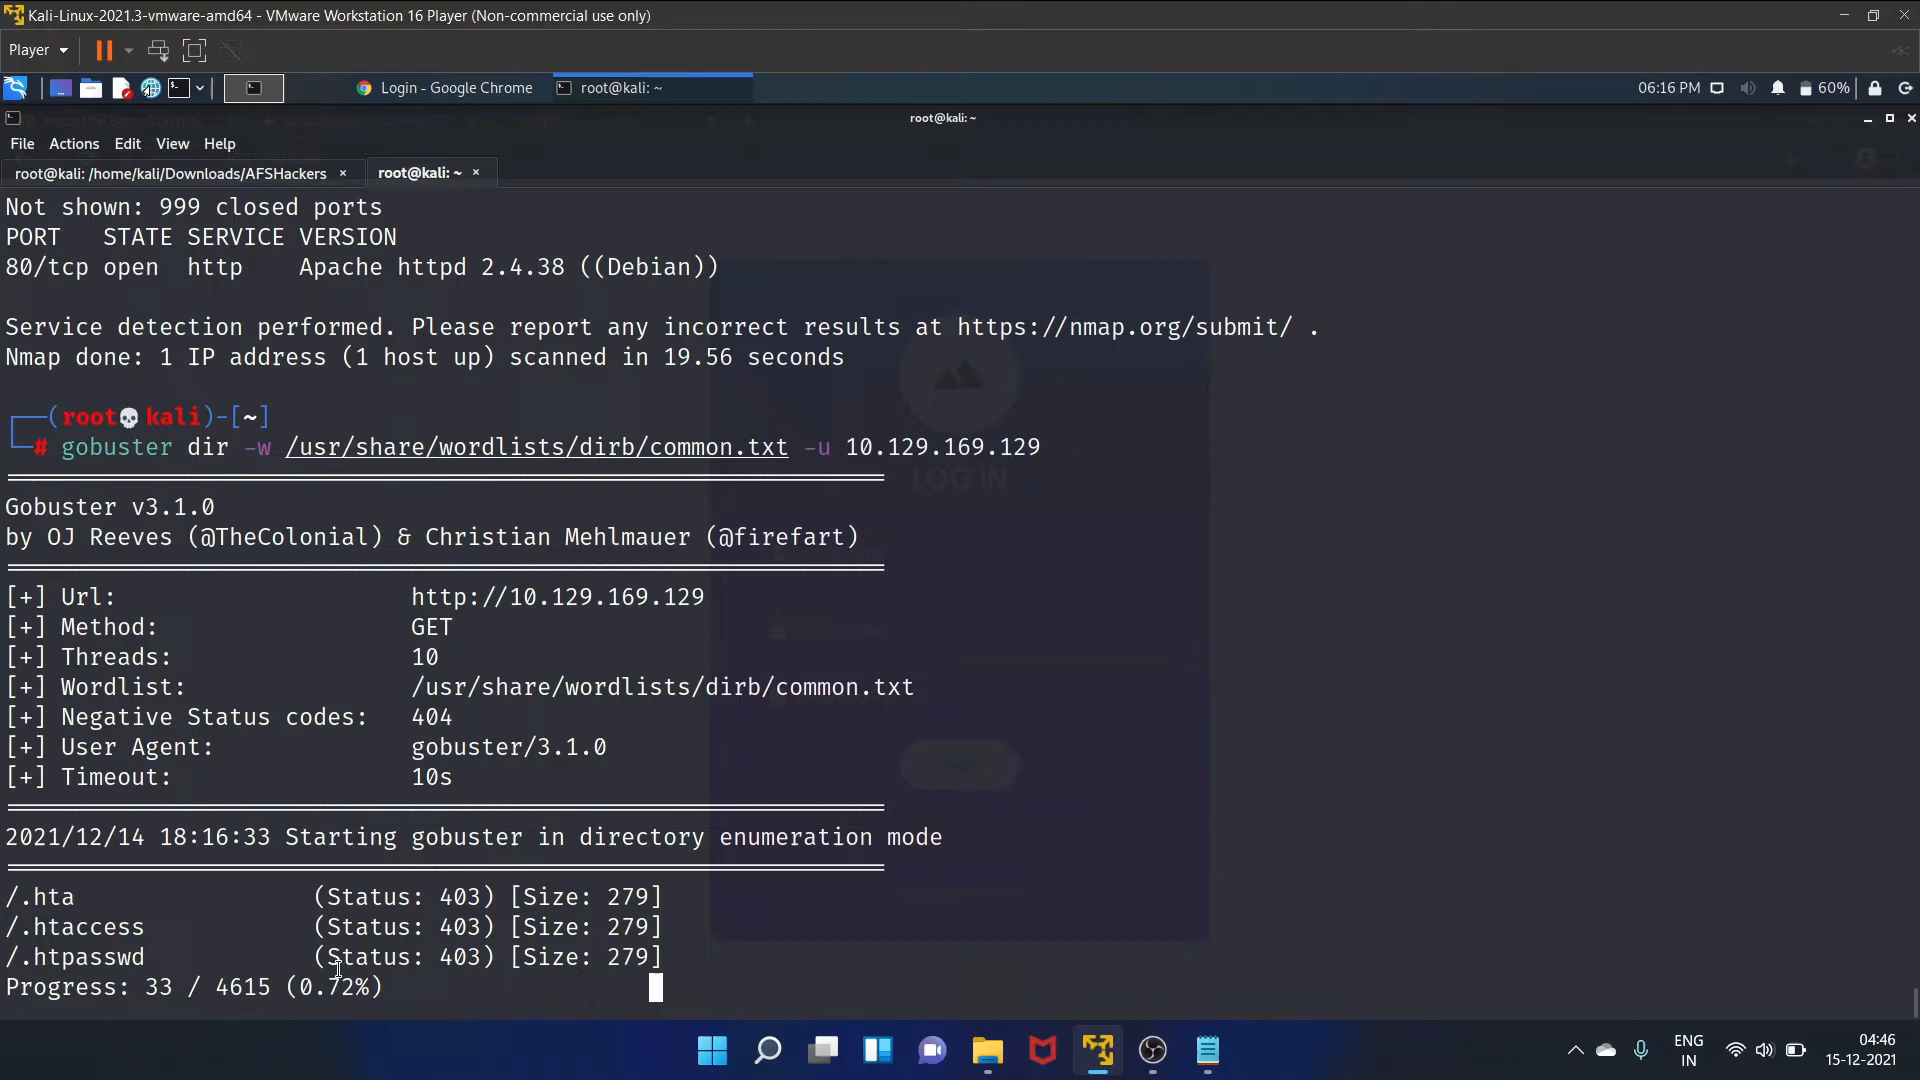 Kali-Linux-2021.3-vmware-amd64 - VMware Workstation 16 Player (Non-commercial use only)
Player
Login - Google Chrome
root@kali: ~
06:16 PM
60%
root@kali: ~
File Actions Edit View Help
root@kali: /home/kali/Downloads/AFSHackers ×
root@kali: ~ ×
Not shown: 999 closed ports
PORT   STATE SERVICE VERSION
80/tcp open  http    Apache httpd 2.4.38 ((Debian))
Service detection performed. Please report any incorrect results at https://nmap.org/submit/ .
Nmap done: 1 IP address (1 host up) scanned in 19.56 seconds
┌──(root💀kali)-[~]
└─# gobuster dir -w /usr/share/wordlists/dirb/common.txt -u 10.129.169.129
===============================================================
Gobuster v3.1.0
by OJ Reeves (@TheColonial) & Christian Mehlmauer (@firefart)
===============================================================
[+] Url:                     http://10.129.169.129
[+] Method:                  GET
[+] Threads:                 10
[+] Wordlist:                /usr/share/wordlists/dirb/common.txt
[+] Negative Status codes:   404
[+] User Agent:              gobuster/3.1.0
[+] Timeout:                 10s
===============================================================
2021/12/14 18:16:33 Starting gobuster in directory enumeration mode
===============================================================
/.hta                 (Status: 403) [Size: 279]
/.htaccess            (Status: 403) [Size: 279]
/.htpasswd            (Status: 403) [Size: 279]
Progress: 33 / 4615 (0.72%)
LOG IN
ENG
IN
04:46
15-12-2021